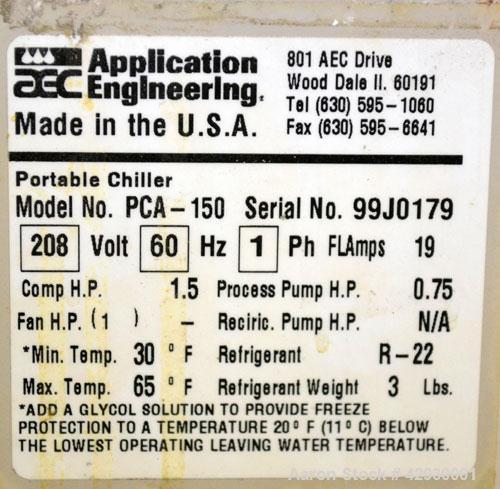 AEC Application Engineering.
801 AEC Drive
Wood Dale Il. 60191
Tel (630) 595-1060
Made in the U.S.A.
Fax (630) 595-6641
Portable Chiller
Model No. PCA-150 Serial No. 99J0179
208 Volt 60 Hz 1 Ph FLAmps 19
Comp H.P. 1.5 Process Pump H.P. 0.75
Fan H.P. (1 ) - Reciric. Pump H.P. N/A
*Min. Temp. 30 ° F Refrigerant R-22
Max. Temp. 65 ° F Refrigerant Weight 3 Lbs.
*ADD A GLYCOL SOLUTION TO PROVIDE FREEZE
PROTECTION TO A TEMPERATURE 20° F (11° C) BELOW
THE LOWEST OPERATING LEAVING WATER TEMPERATURE.